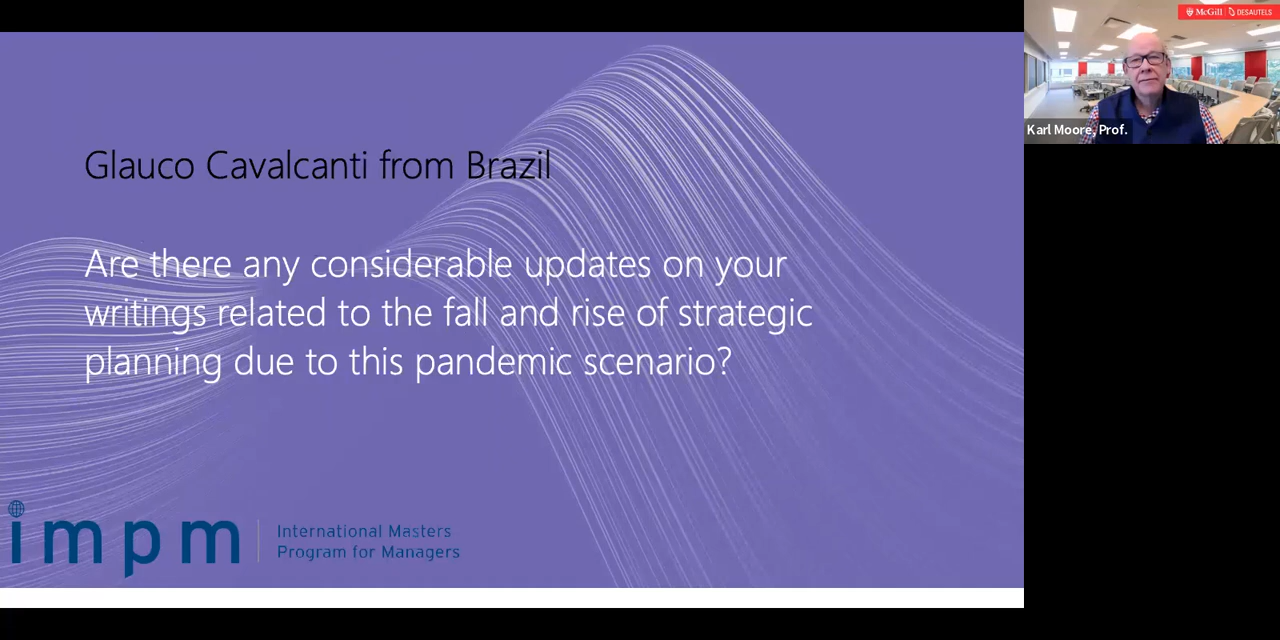 Glauco Cavalcanti from Brazil
Are there any considerable updates on your
writings related to the fall and rise of strategic
planning due to this pandemic scenario?
impm
International Masters
Program for Managers
McGill DESAUTELS
Karl Moore, Prof.